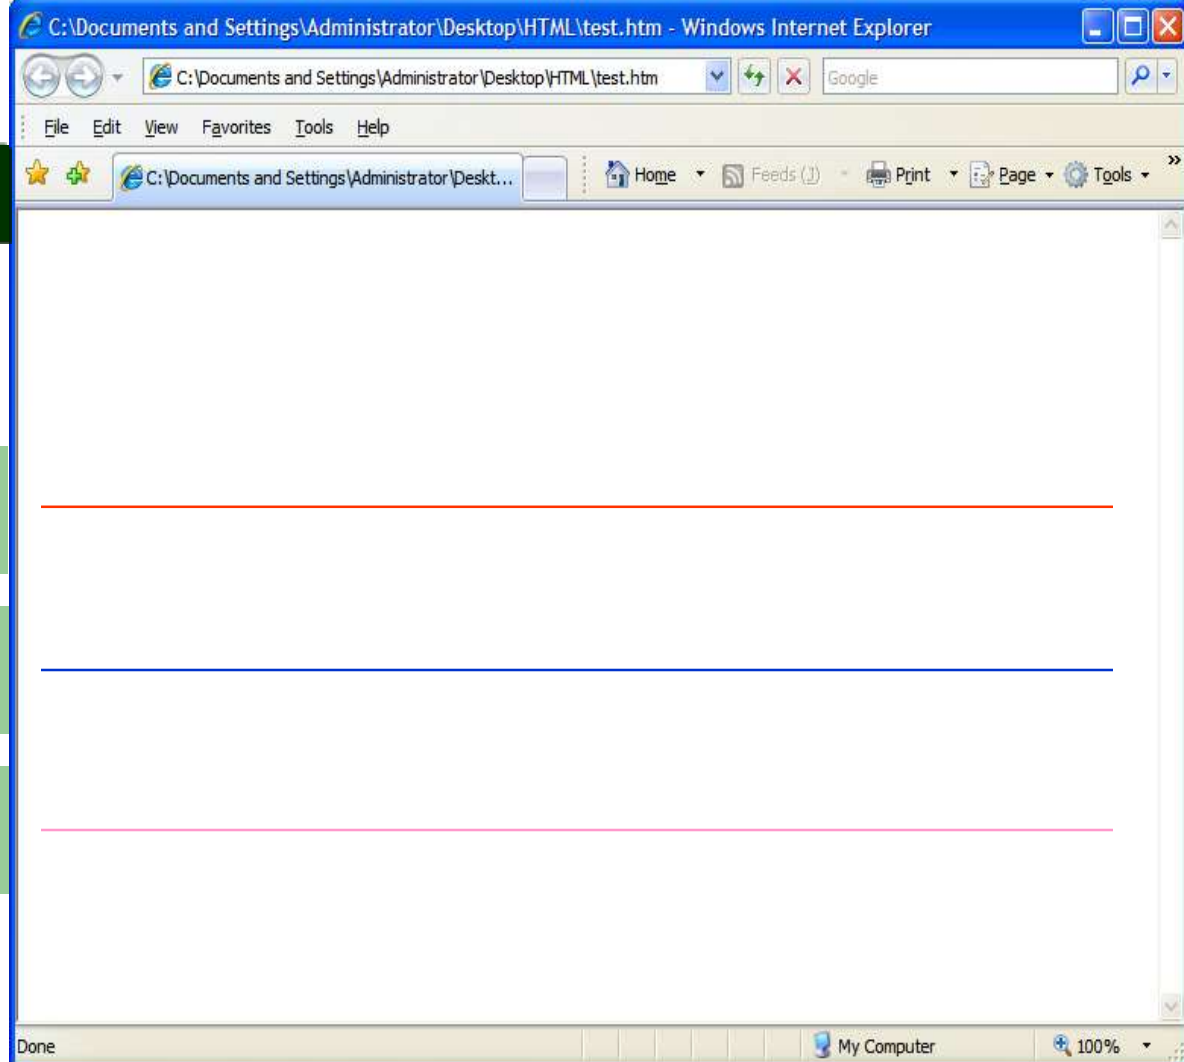 C:\Documents and Settings\Administrator\Desktop\HTML\test.htm - Windows Internet Explorer
C:\Documents and Settings\Administrator\Desktop\HTML\test.htm Google
File Edit View Favorites Tools Help
C:\Documents and Settings\Administrator\Deskt... Home Feeds (J) Print Page Tools »
Done My Computer 100%